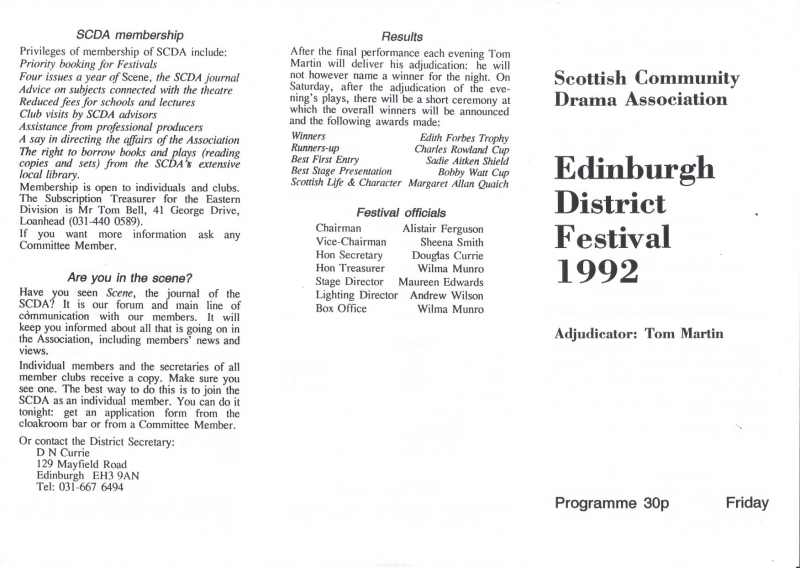 SCDA membership
Privileges of membership of SCDA include:
Priority booking for Festivals
Four issues a year of Scene, the SCDA journal
Advice on subjects connected with the theatre
Reduced fees for schools and lectures
Club visits by SCDA advisors
Assistance from professional producers
A say in directing the affairs of the Association
The right to borrow books and plays (reading
copies and sets) from the SCDA's extensive
local library.
Membership is open to individuals and clubs.
The Subscription Treasurer for the Eastern
Division is Mr Tom Bell, 41 George Drive,
Loanhead (031-440 0589).
If you want more information ask any
Committee Member.
Are you in the scene?
Have you seen Scene, the journal of the
SCDA? It is our forum and main line of
communication with our members. It will
keep you informed about all that is going on in
the Association, including members' news and
views.
Individual members and the secretaries of all
member clubs receive a copy. Make sure you
see one. The best way to do this is to join the
SCDA as an individual member. You can do it
tonight: get an application form from the
cloakroom bar or from a Committee Member.
Or contact the District Secretary:
D N Currie
129 Mayfield Road
Edinburgh EH3 9AN
Tel: 031-667 6494
Results
After the final performance each evening Tom
Martin will deliver his adjudication: he will
not however name a winner for the night. On
Saturday, after the adjudication of the eve-
ning's plays, there will be a short ceremony at
which the overall winners will be announced
and the following awards made:
Winners Edith Forbes Trophy
Runners-up Charles Rowland Cup
Best First Entry Sadie Aitken Shield
Best Stage Presentation Bobby Watt Cup
Scottish Life & Character Margaret Allan Quaich
Festival officials
Chairman Alistair Ferguson
Vice-Chairman Sheena Smith
Hon Secretary Douglas Currie
Hon Treasurer Wilma Munro
Stage Director Maureen Edwards
Lighting Director Andrew Wilson
Box Office Wilma Munro
Scottish Community
Drama Association
Edinburgh
District
Festival
1992
Adjudicator: Tom Martin
Programme 30p Friday